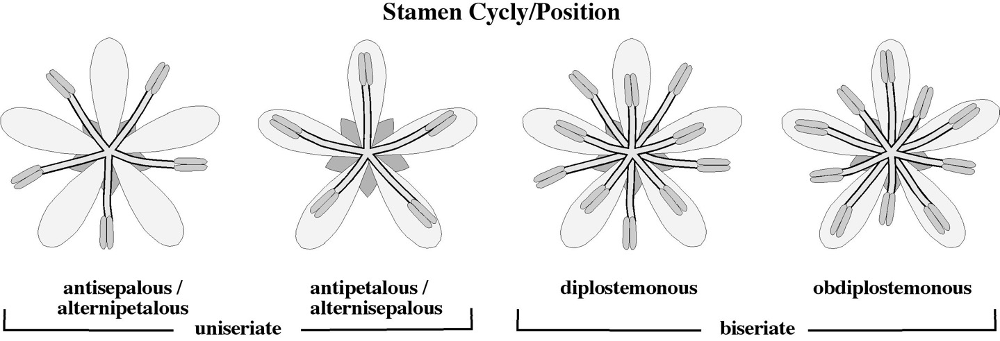 Stamen Cycly/Position
antisepalous /
alternipetalous
antipetalous /
alternisepalous
diplostemonous
obdiplostemonous
uniseriate
biseriate